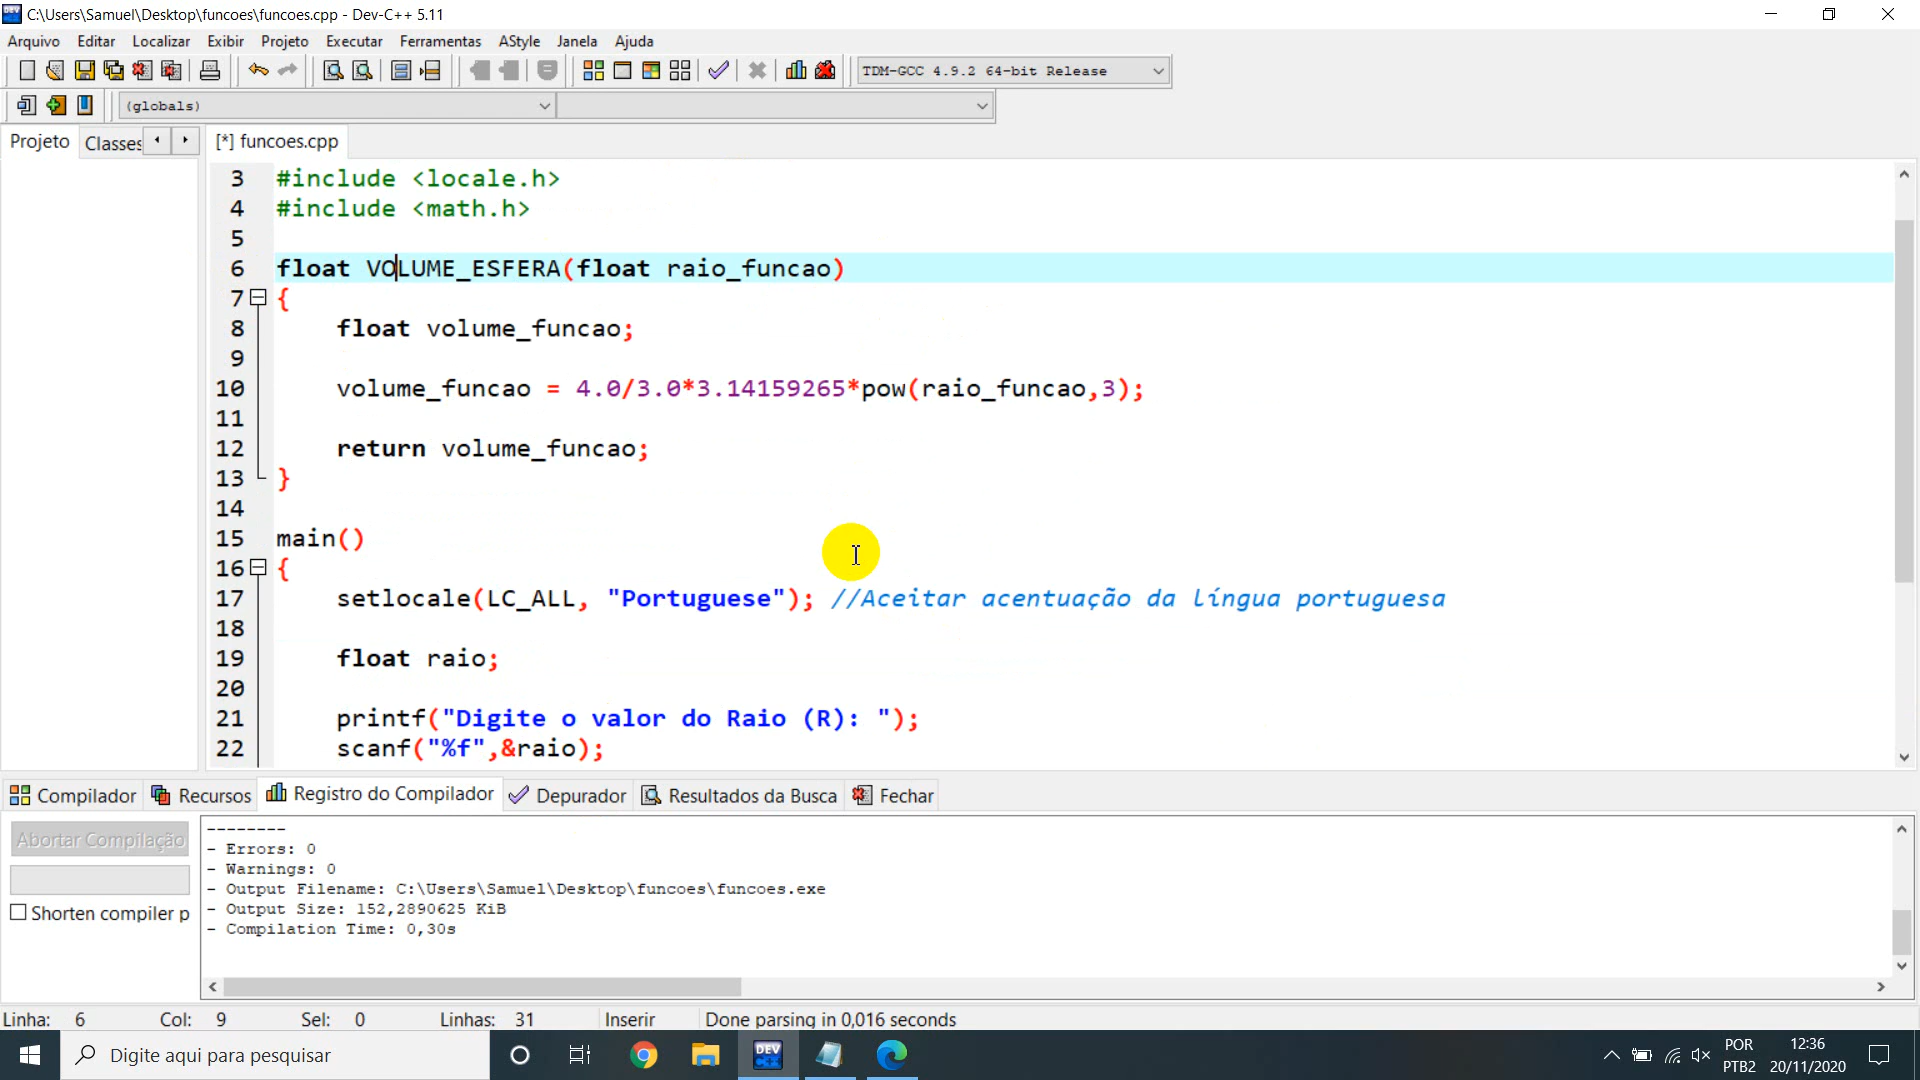 C:\Users\Samuel\Desktop\funcoes\funcoes.cpp - Dev-C++ 5.11
Arquivo Editar Localizar Exibir Projeto Executar Ferramentas AStyle Janela Ajuda
TDM-GCC 4.9.2 64-bit Release
(globals)
Projeto Classes [*] funcoes.cpp
3 #include <locale.h>
4 #include <math.h>
5
6 float VOLUME_ESFERA(float raio_funcao)
7 {
8 float volume_funcao;
9
10 volume_funcao = 4.0/3.0*3.14159265*pow(raio_funcao,3);
11
12 return volume_funcao;
13 }
14
15 main()
16 {
17 setlocale(LC_ALL, "Portuguese"); //Aceitar acentuação da língua portuguesa
18
19 float raio;
20
21 printf("Digite o valor do Raio (R): ");
22 scanf("%f",&raio);
Compilador Recursos Registro do Compilador Depurador Resultados da Busca Fechar
Abortar Compilação
Shorten compiler p
--------
- Errors: 0
- Warnings: 0
- Output Filename: C:\Users\Samuel\Desktop\funcoes\funcoes.exe
- Output Size: 152,2890625 KiB
- Compilation Time: 0,30s
Linha: 6 Col: 9 Sel: 0 Linhas: 31 Inserir Done parsing in 0,016 seconds
Digite aqui para pesquisar
DEV C++
POR
PTB2
12:36
20/11/2020